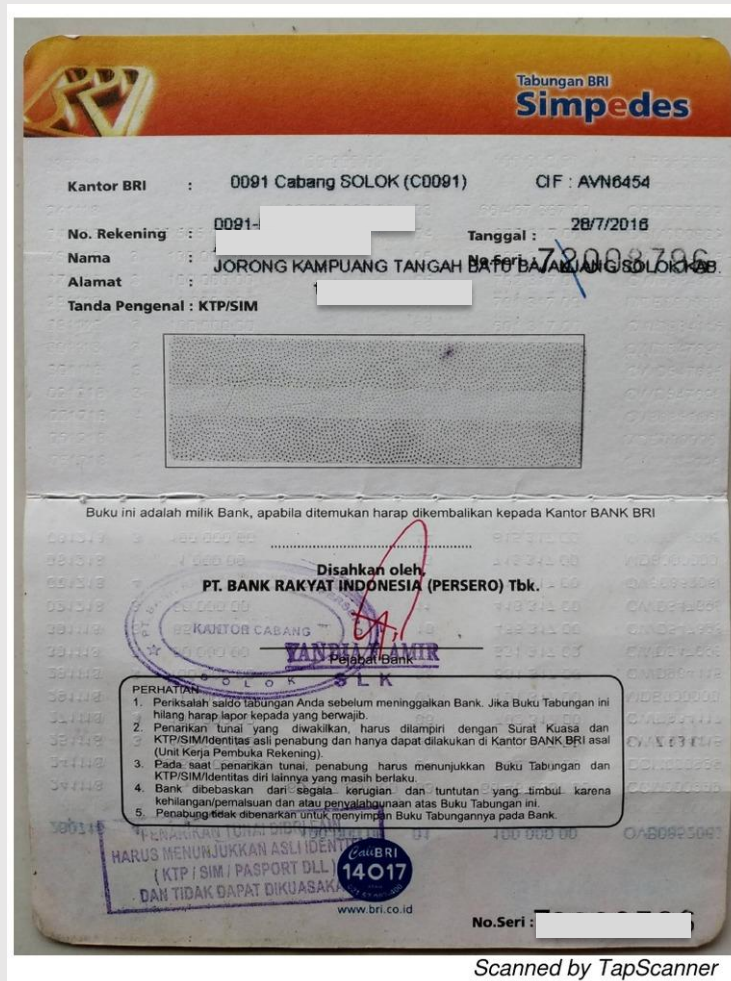 Tabungan BRI
Simpedes
Kantor BRI : 0091 Cabang SOLOK (C0091) CIF : AVN6454
No. Rekening : 0091-
Tanggal : 28/7/2016
Nama :
No.Seri : 72008796
JORONG KAMPUANG TANGAH BATU BAJANJANG SOLOK KAB.
Alamat :
Tanda Pengenal : KTP/SIM
Buku ini adalah milik Bank, apabila ditemukan harap dikembalikan kepada Kantor BANK BRI
Disahkan oleh,
PT. BANK RAKYAT INDONESIA (PERSERO) Tbk.
KANTOR CABANG
SOLOK
AMIR
Pejabat Bank
SLK
PERHATIAN
1. Periksalah saldo tabungan Anda sebelum meninggalkan Bank. Jika Buku Tabungan ini
hilang harap lapor kepada yang berwajib.
2. Penarikan tunai yang diwakilkan, harus dilampiri dengan Surat Kuasa dan
KTP/SIM/Identitas asli penabung dan hanya dapat dilakukan di Kantor BANK BRI asal
(Unit Kerja Pembuka Rekening).
3. Pada saat penarikan tunai, penabung harus menunjukkan Buku Tabungan dan
KTP/SIM/Identitas diri lainnya yang masih berlaku.
4. Bank dibebaskan dari segala kerugian dan tuntutan yang timbul karena
kehilangan/pemalsuan dan atau penyalahgunaan atas Buku Tabungan ini.
5. Penabung tidak dibenarkan untuk menyimpan Buku Tabungannya pada Bank.
PENARIKAN TUNAI
HARUS MENUNJUKKAN ASLI
( KTP / SIM / PASPORT DLL )
DAN TIDAK DAPAT DIKUASAKA
Call BRI
14017
www.bri.co.id
No.Seri :
Scanned by TapScanner